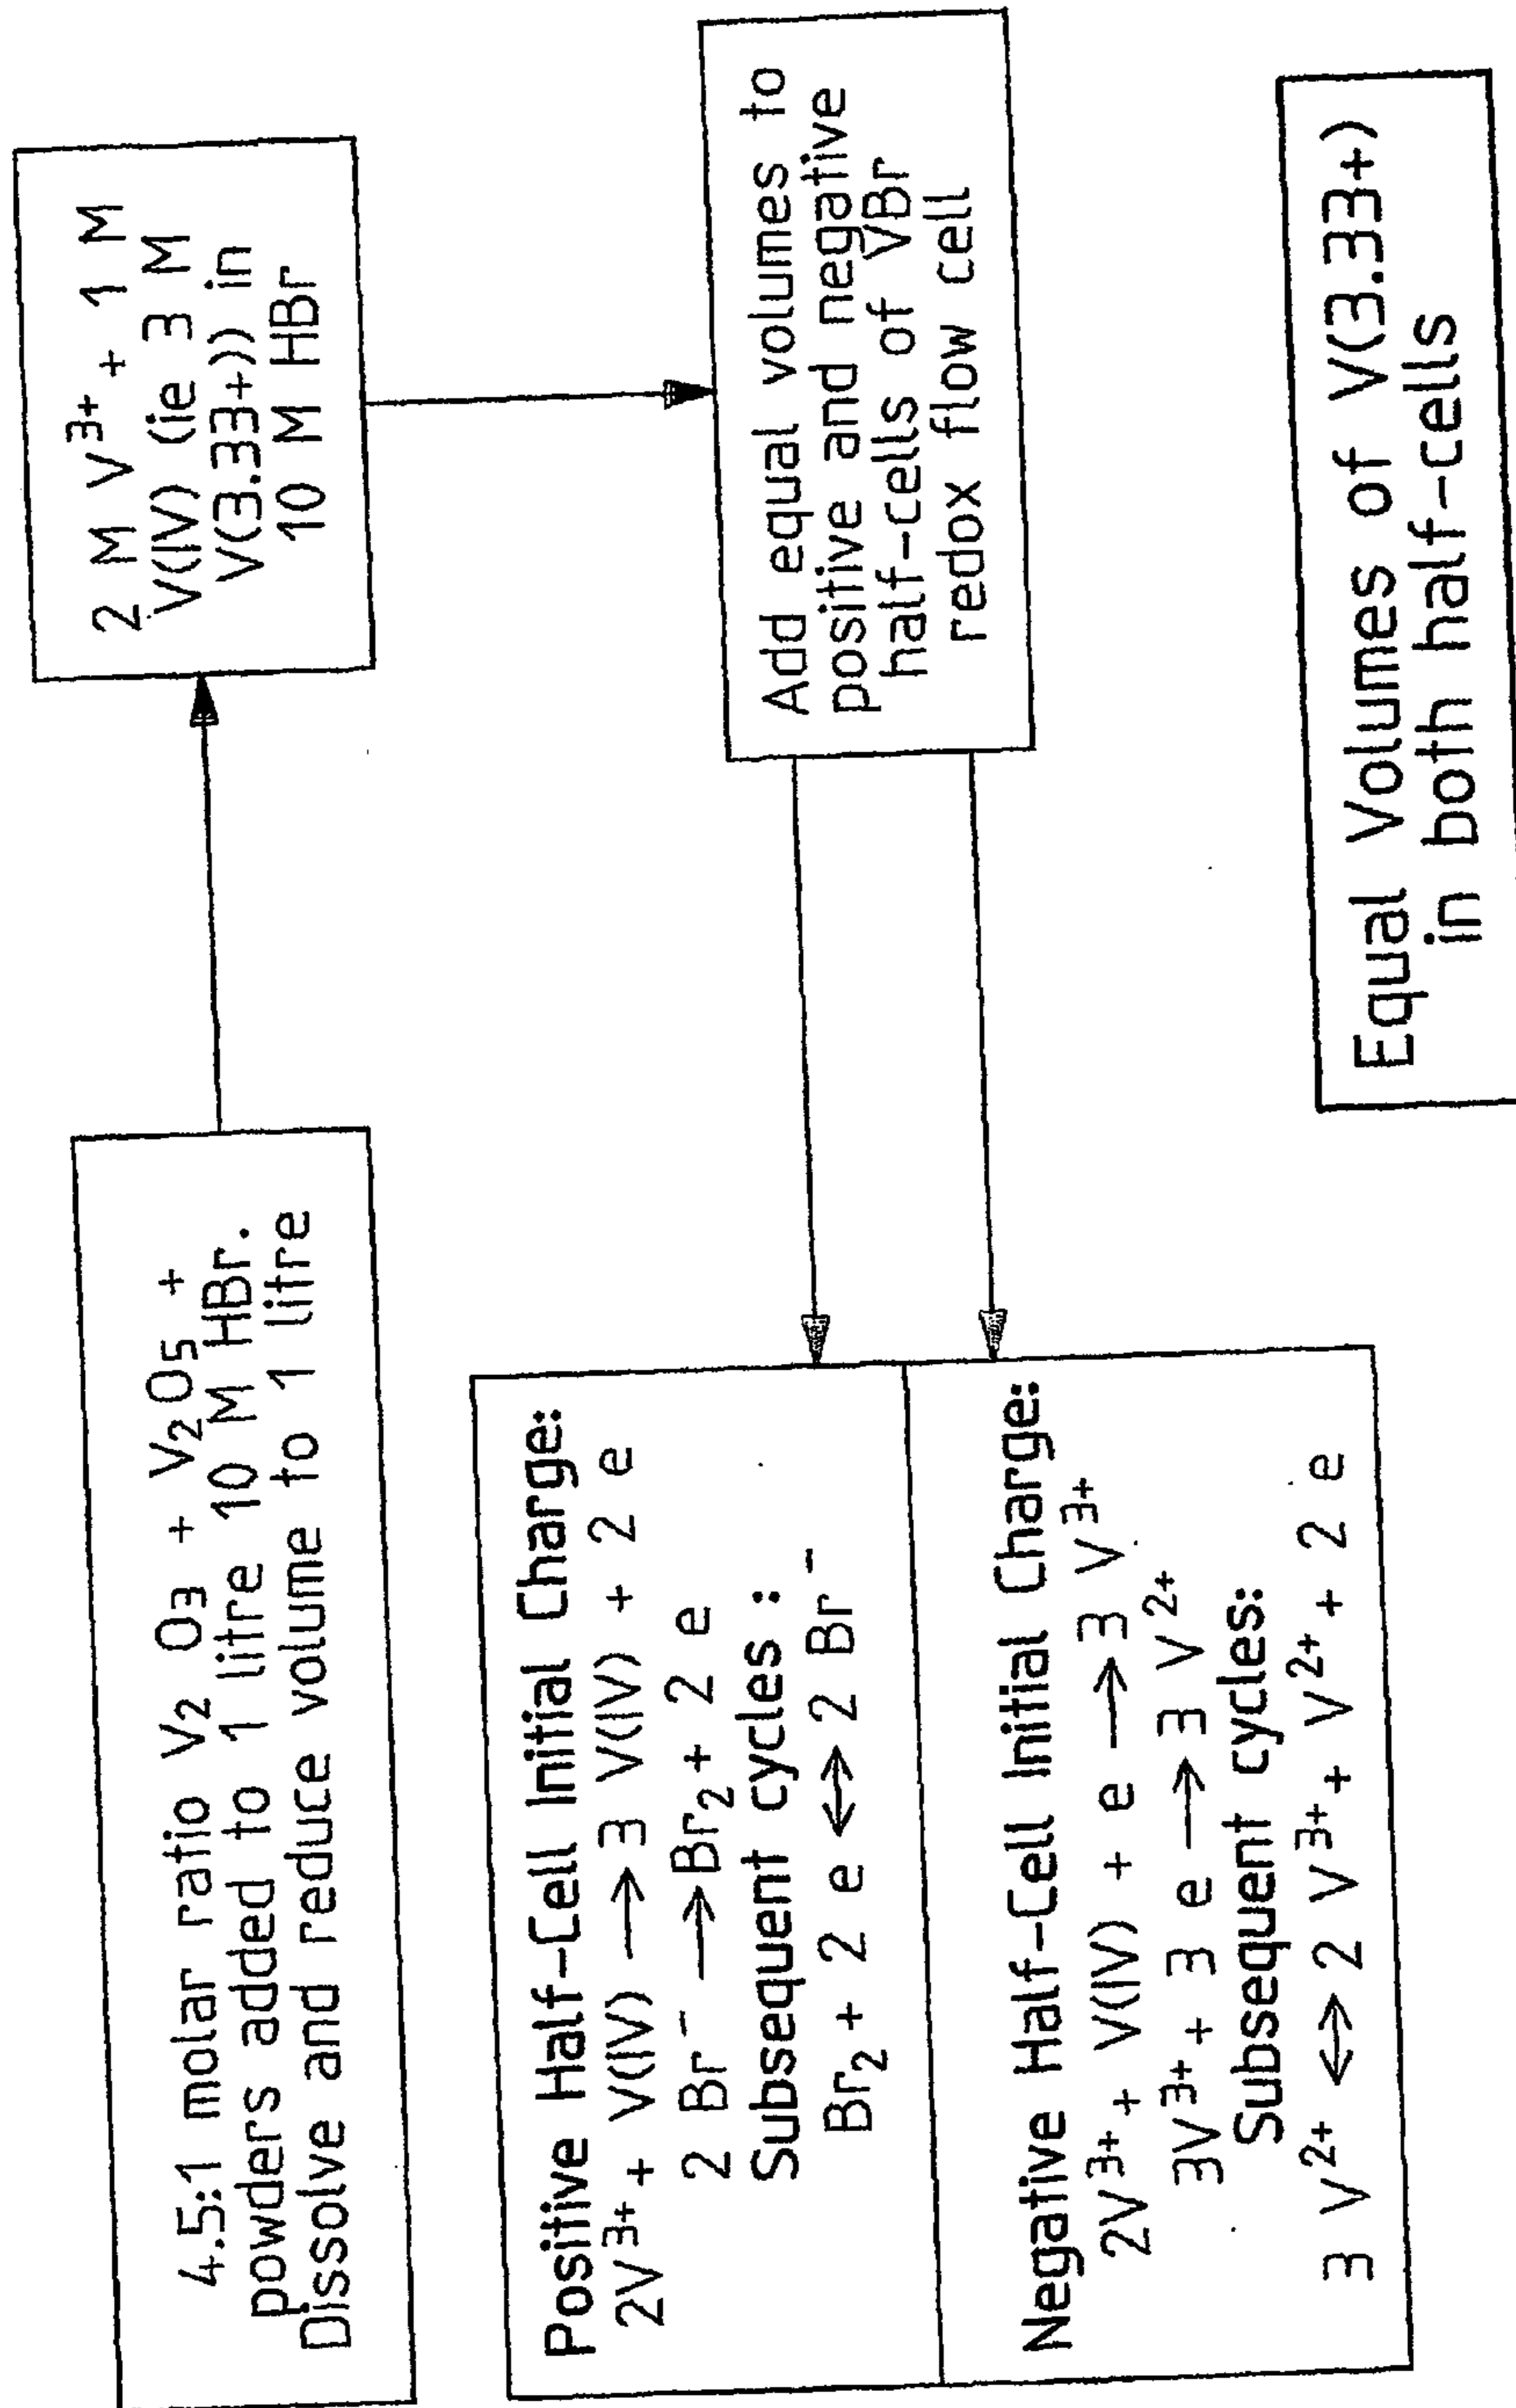 4.5:1 molar ratio V₂ O₃ + V₂O₅ +
powders added to 1 litre 10 M HBr.
Dissolve and reduce volume to 1 litre
2 M V³⁺ + 1 M
V(IV) (ie 3 M
V(3.33+)) in
10 M HBr
Add equal volumes to
positive and negative
half-cells of VBr
redox flow cell
Positive Half-Cell Initial Charge:
2V³⁺ + V(IV) → 3 V(IV) + 2 e
2 Br⁻ → Br₂ + 2 e
Subsequent cycles :
Br₂ + 2 e ↔ 2 Br⁻
Negative Half-Cell Initial Charge:
2V³⁺ + V(IV) + e → 3 V³⁺
3V³⁺ + 3 e → 3 V²⁺
Subsequent cycles:
3 V²⁺ ⇔ 2 V³⁺ + V²⁺ + 2 e
Equal Volumes of V(3.33+)
in both half-cells